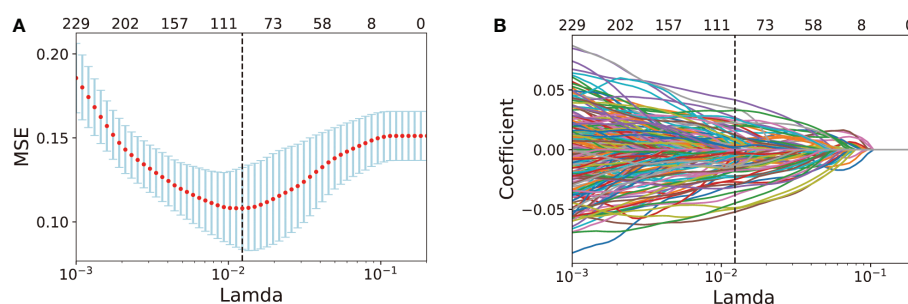 A
229 202 157 111 73 58 8 0
0.20
0.15
0.10
MSE
10⁻³ 10⁻² 10⁻¹
Lamda
B
229 202 157 111 73 58 8 0
0.05
0.00
−0.05
Coefficient
10⁻³ 10⁻² 10⁻¹
Lamda